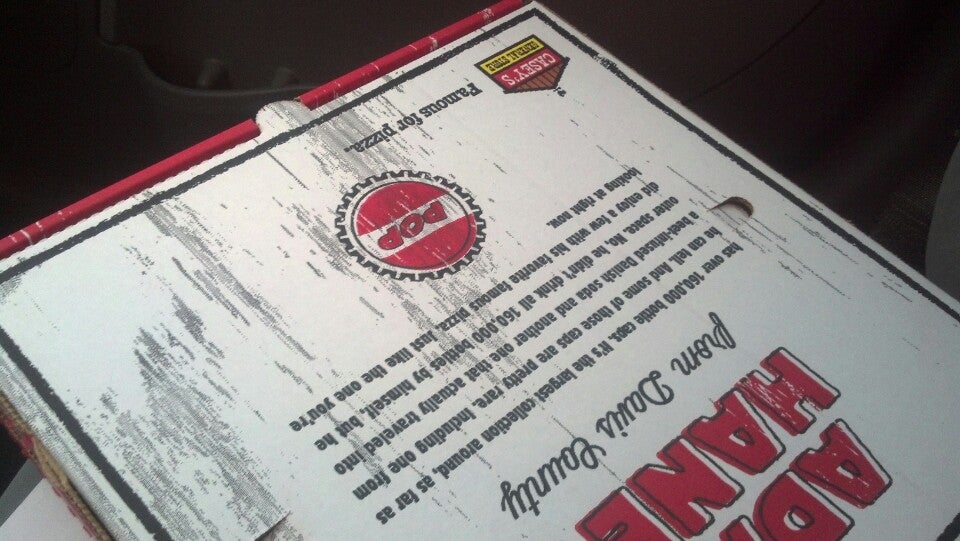 AD
HANE
from Davis County
has over 160,000 bottle caps. It's the largest collection around, as far as
he can tell. And some of those caps are pretty rare, including one from
a beet-infused Danish soda and another one that actually traveled into
outer space. No, he didn't drink all 160,000 bottles by himself, but he
did enjoy a few with his favorite famous pizza. Just like the one you're
looking at right now.
POP
Famous for pizza.
CASEY'S
GENERAL STORE